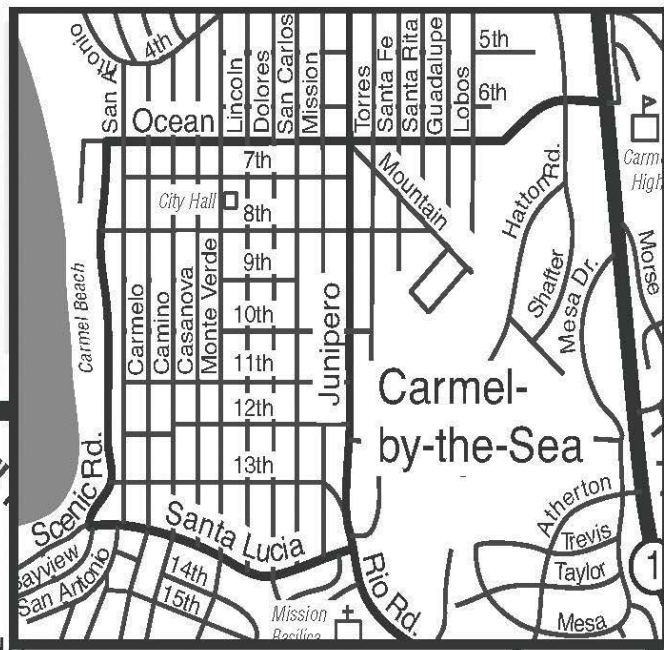 San Antonio
4th
Lincoln
Dolores
San Carlos
Mission
Torres
Santa Fe
Santa Rita
Guadalupe
Lobos
5th
6th
Ocean
7th
Mountain
Hatton Rd.
City Hall
8th
Carmel Beach
Carmelo
Camino
Casanova
Monte Verde
9th
10th
11th
12th
13th
Junipero
Shafter
Mesa Dr.
Morse
High
Carmel-
by-the-Sea
Scenic Rd.
Santa Lucia
Atherton
Trevis
Taylor
Mesa
1
San Antonio
14th
15th
Rio Rd.
Mission